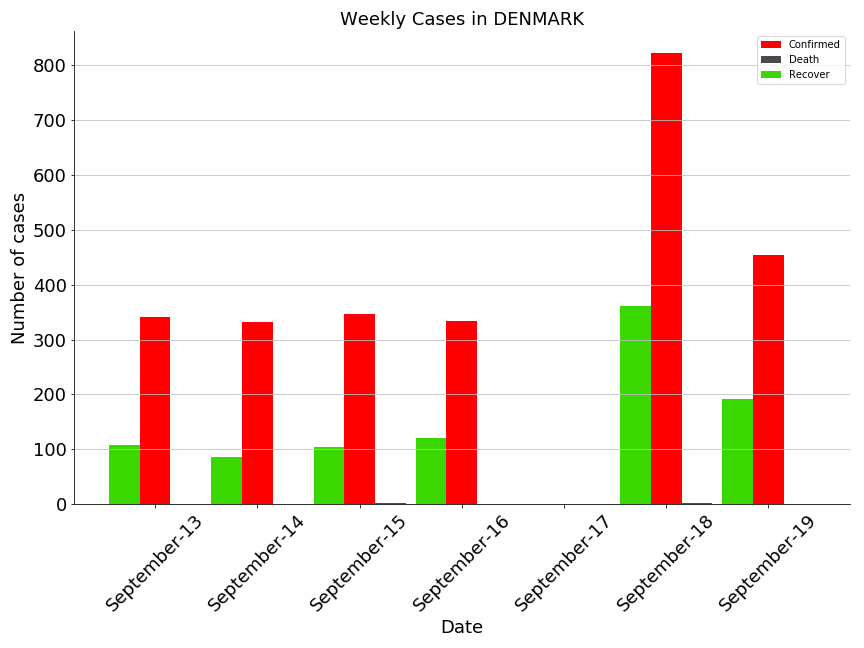 Weekly Cases in DENMARK
Confirmed
Death
Recover
Number of cases
800
700
600
500
400
300
200
100
0
September-13
September-14
September-15
September-16
September-17
September-18
September-19
Date